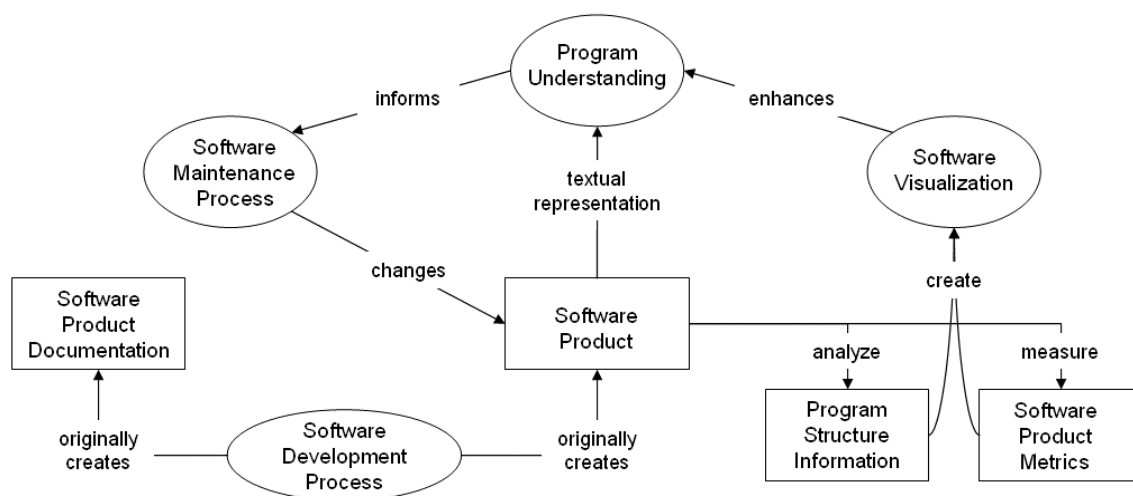 Program
Understanding
informs
enhances
Software
Maintenance
Process
textual
representation
Software
Visualization
changes
create
Software
Product
Documentation
Software
Product
analyze
measure
originally
creates
Software
Development
Process
originally
creates
Program
Structure
Information
Software
Product
Metrics